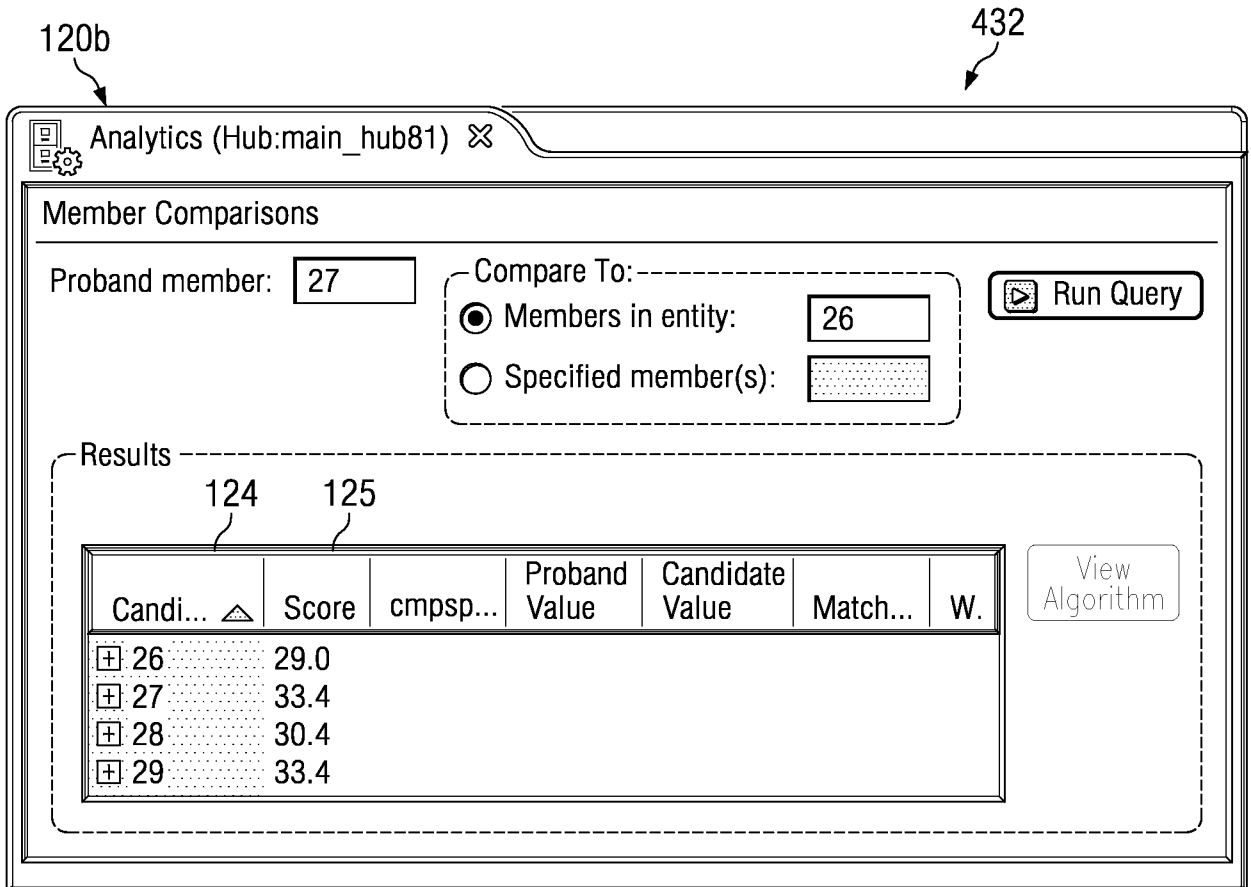 120b
432
Analytics (Hub:main_hub81)
Member Comparisons
Proband member: 27
Compare To:
Members in entity: 26
Specified member(s):
Run Query
Results
124 125
Candi... Score cmpsp... Proband Value Candidate Value Match... W.
View
Algorithm
26 29.0
27 33.4
28 30.4
29 33.4